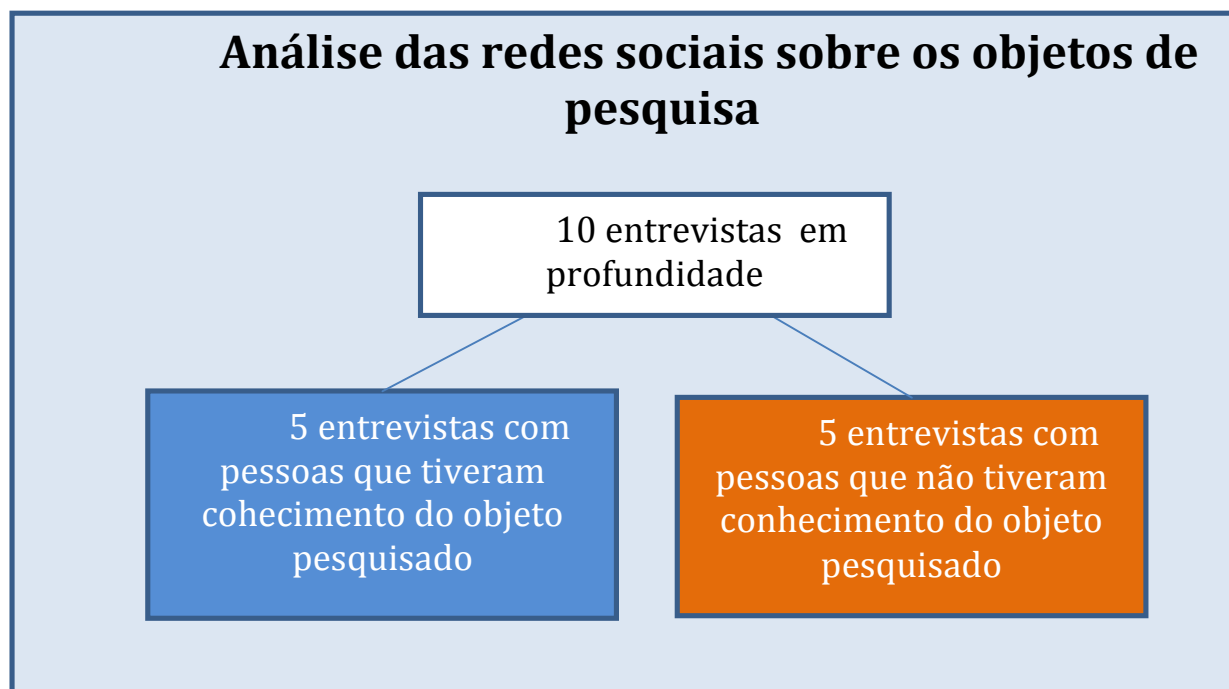 Análise das redes sociais sobre os objetos de
pesquisa
10 entrevistas em
profundidade
5 entrevistas com
pessoas que tiveram
cohecimento do objeto
pesquisado
5 entrevistas com
pessoas que não tiveram
conhecimento do objeto
pesquisado